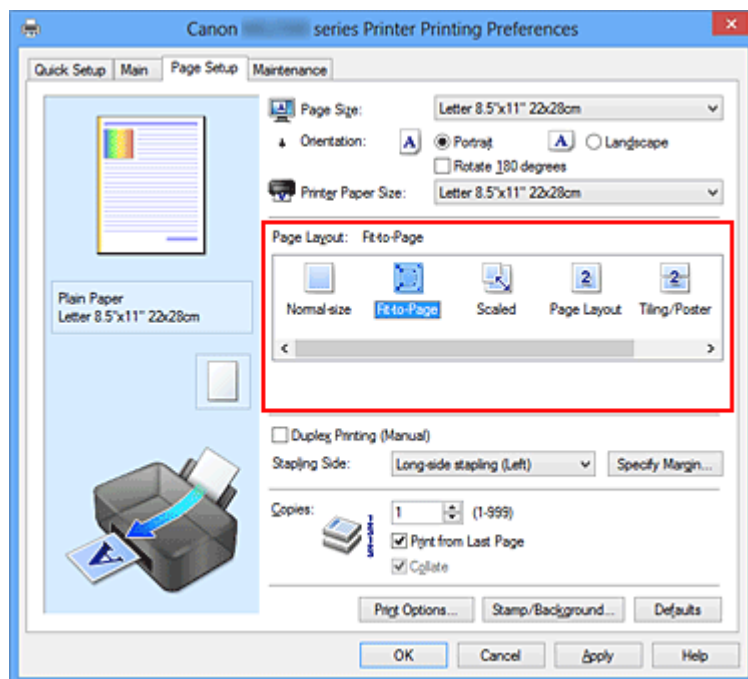 Canon series Printer Printing Preferences
Quick Setup Main Page Setup Maintenance
Page Size: Letter 8.5"x11" 22x28cm
Orientation: A Portrait A Landscape
Rotate 180 degrees
Printer Paper Size: Letter 8.5"x11" 22x28cm
Page Layout: Fit-to-Page
Normal-size Fit-to-Page Scaled 2 Page Layout 2 Tiling/Poster
Plain Paper
Letter 8.5"x11" 22x28cm
Duplex Printing (Manual)
Stapling Side: Long-side stapling (Left) Specify Margin...
Copies: 1 (1-999)
Print from Last Page
Collate
A
Print Options... Stamp/Background... Defaults
OK Cancel Apply Help